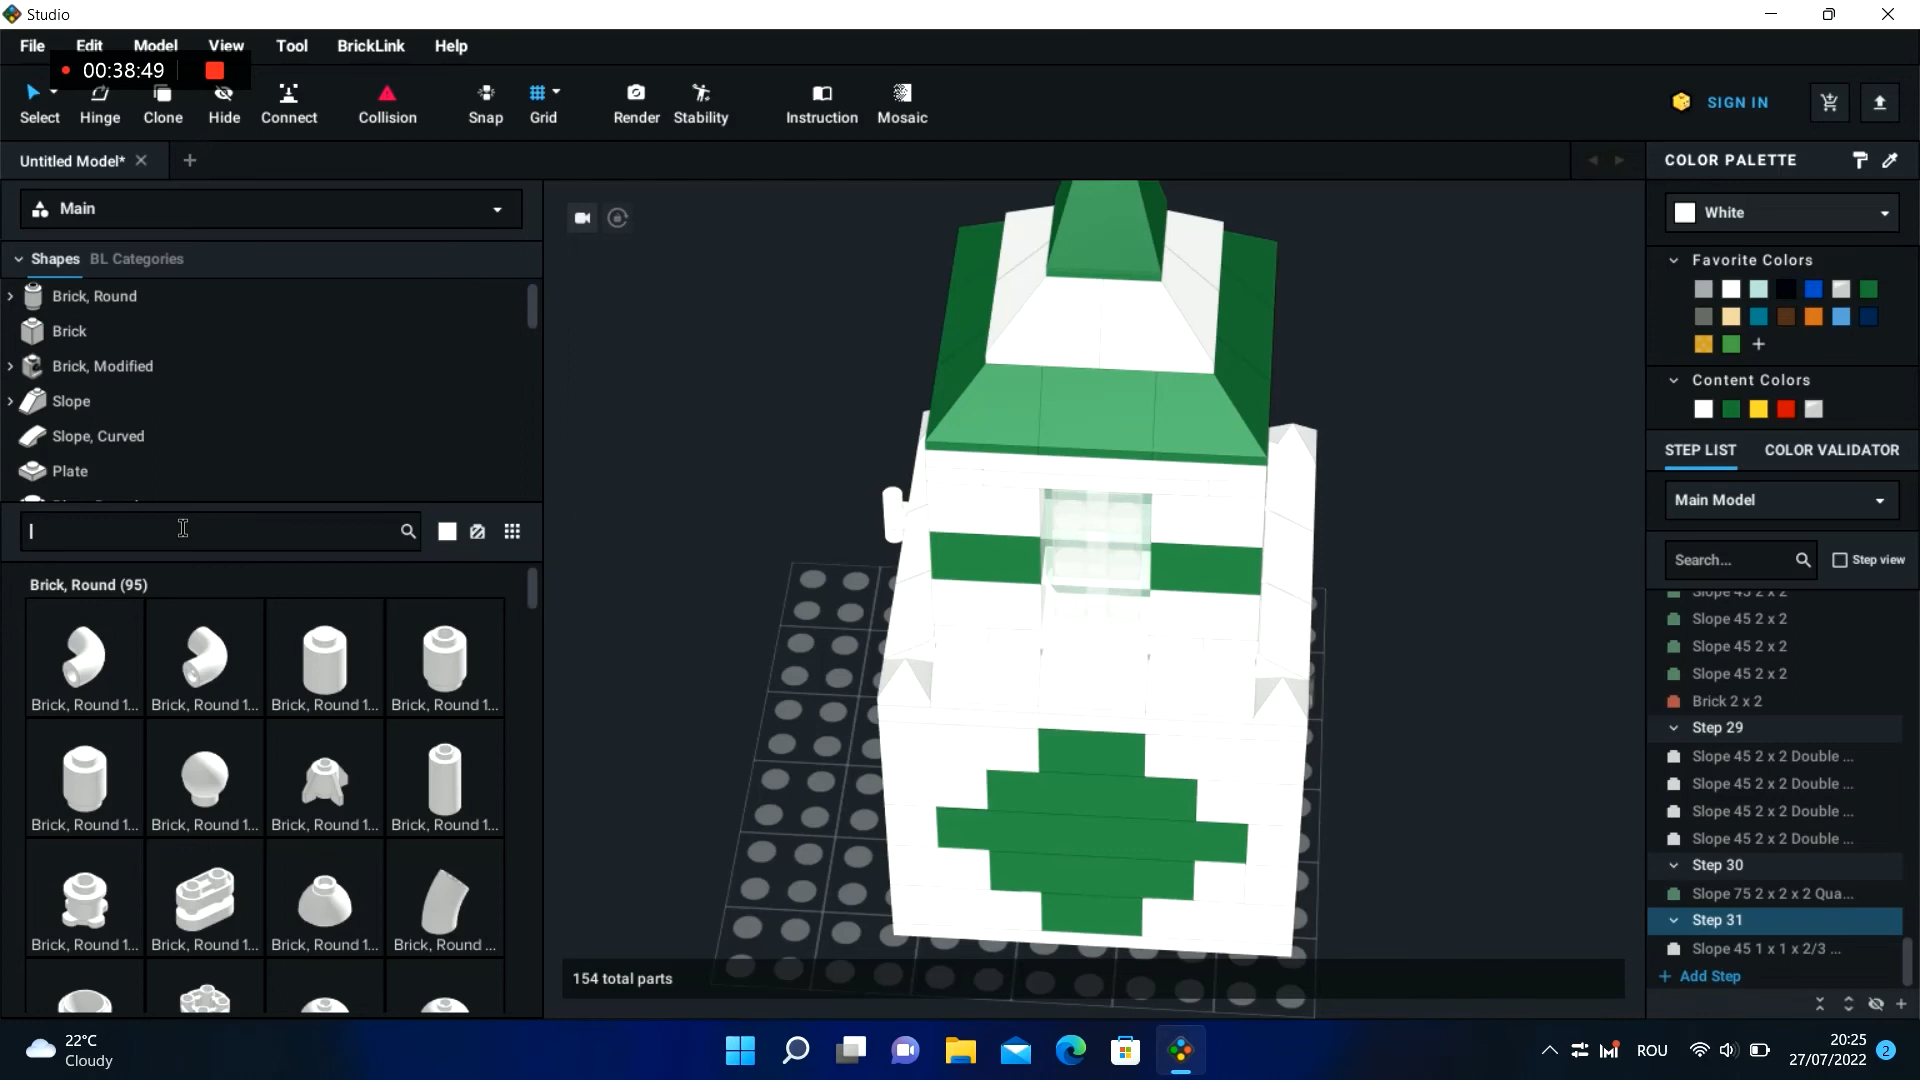 Studio
File Edit Model View Tool BrickLink Help
00:38:49
Select Hinge Clone Hide Connect Collision Snap Grid Render Stability Instruction Mosaic
SIGN IN
Untitled Model*
COLOR PALETTE
Main
White
Shapes BL Categories
Favorite Colors
Brick, Round
Brick
Brick, Modified
Slope
Content Colors
Slope, Curved
STEP LIST COLOR VALIDATOR
Plate
Main Model
Search... Step view
Brick, Round (95)
Slope 45 2 x 2
Slope 45 2 x 2
Slope 45 2 x 2
Slope 45 2 x 2
Brick, Round 1... Brick, Round 1... Brick, Round 1... Brick, Round 1...
Brick 2 x 2
Step 29
Slope 45 2 x 2 Double ...
Slope 45 2 x 2 Double ...
Slope 45 2 x 2 Double ...
Brick, Round 1... Brick, Round 1... Brick, Round 1... Brick, Round 1...
Slope 45 2 x 2 Double ...
Step 30
Slope 75 2 x 2 x 2 Qua...
Step 31
Brick, Round 1... Brick, Round 1... Brick, Round 1... Brick, Round ...
Slope 45 1 x 1 x 2/3 ...
154 total parts
Add Step
22°C
Cloudy
ROU
20:25
27/07/2022
2